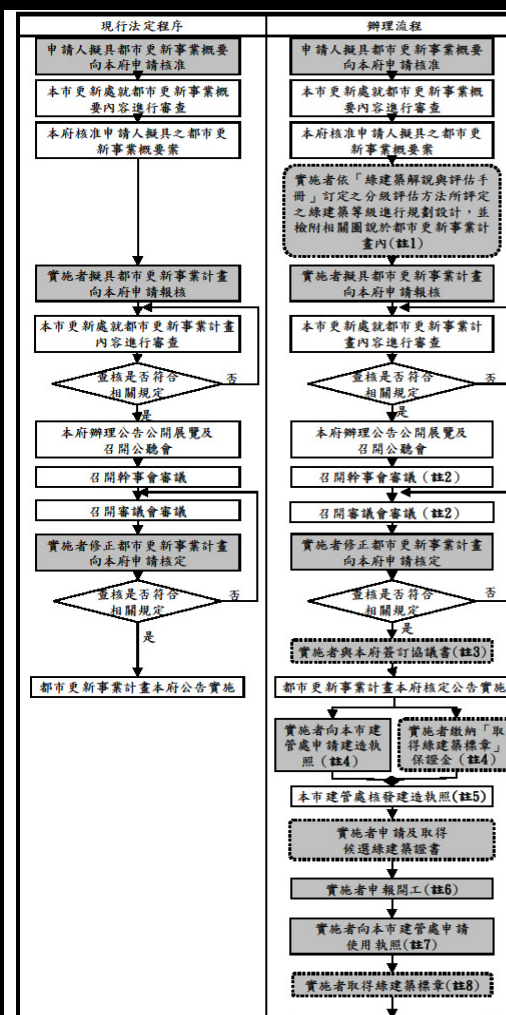 現行法定程序
申請人擬具都市更新事業概要
向本府申請核准
本市更新處就都市更新事業概
要內容進行審查
本府核准申請人擬具之都市更
新事業概要案
實施者擬具都市更新事業計畫
向本府申請報核
本市更新處就都市更新事業計畫
內容進行審查
查核是否符合
相關規定
否
是
本府辦理公告公開展覽及
召開公聽會
召開幹事會審議
召開審議會審議
實施者修正都市更新事業計畫
向本府申請核定
查核是否符合
相關規定
否
是
都市更新事業計畫本府公告實施
辦理流程
申請人擬具都市更新事業概要
向本府申請核准
本市更新處就都市更新事業概
要內容進行審查
本府核准申請人擬具之都市更
新事業概要案
實施者依「綠建築解說與評估手
冊」訂定之分級評估方法所評定
之綠建築等級進行規劃設計，並
檢附相關圖說於都市更新事業計
畫內(註1)
實施者擬具都市更新事業計畫
向本府申請報核
本市更新處就都市更新事業計
畫內容進行審查
查核是否符合
相關規定
否
是
本府辦理公告公開展覽及
召開公聽會
召開幹事會審議(註2)
召開審議會審議(註2)
實施者修正都市更新事業計畫
向本府申請核定
查核是否符合
相關規定
否
是
實施者與本府簽訂協議書(註3)
都市更新事業計畫本府核定公告實施
實施者向本市建
管處申請建造執
照(註4)
實施者繳納「取
得綠建築標章」
保證金(註4)
本市建管處核發建造執照(註5)
實施者申請及取得
候選綠建築證書
實施者申報開工(註6)
實施者向本市建管處申請
使用執照(註7)
實施者取得綠建築標章(註8)